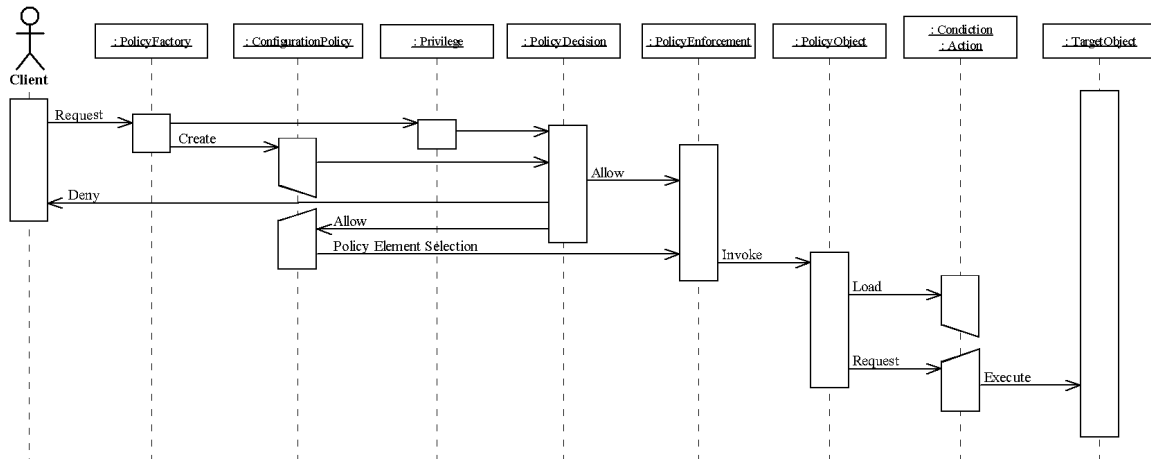 : PolicyFactory
: ConfigurationPolicy
: Privilege
: PolicyDecision
: PolicyEnforcement
: PolicyObject
: Condiction
: Action
: TargetObject
Client
Request
Create
Allow
Deny
Allow
Policy Element Selection
Invoke
Load
Request
Execute